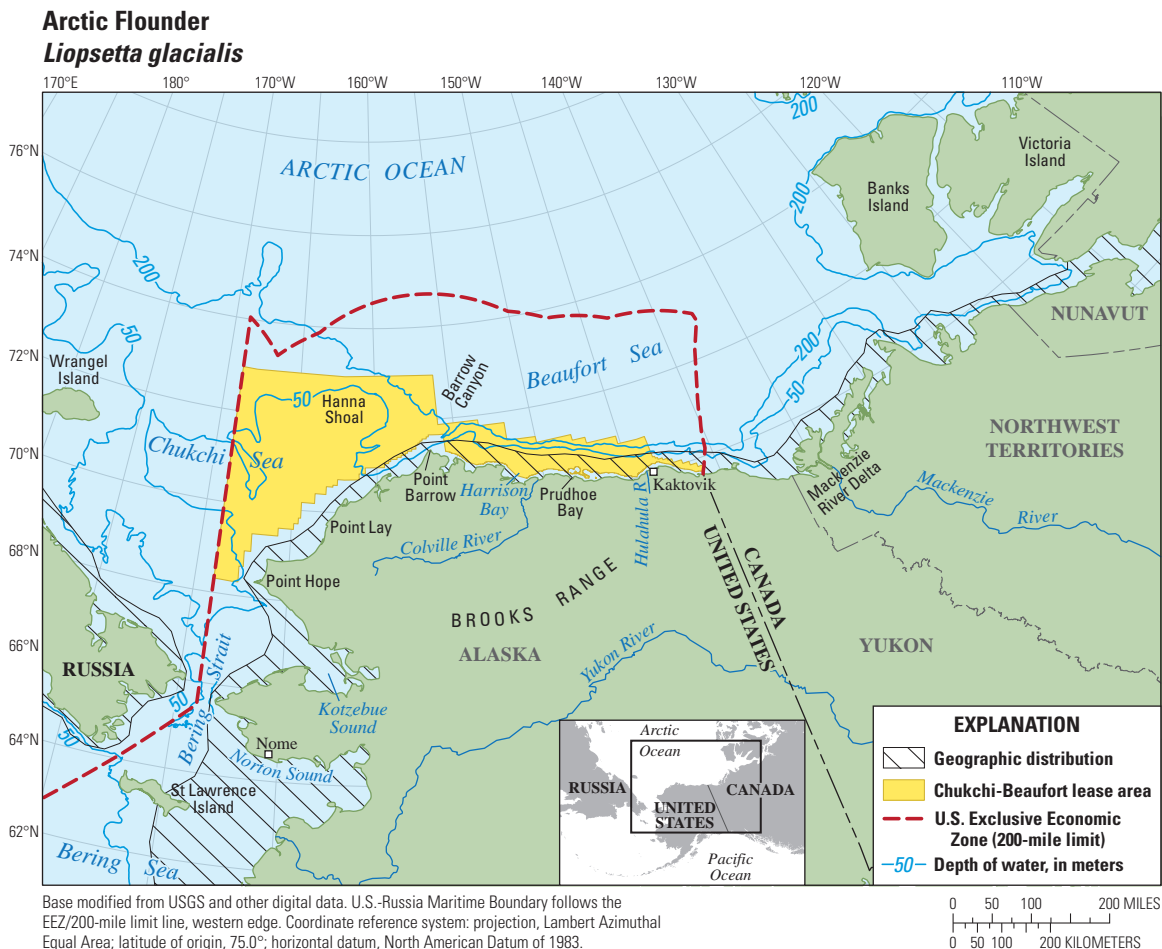 Arctic Flounder
Liopsetta glacialis
170°E 180° 170°W 160°W 150°W 140°W 130°W 120°W 110°W
200
76°N
Victoria
Island
ARCTIC OCEAN
Banks
Island
200
74°N
200
NUNAVUT
50
72°N
Wrangel
Island
Beaufort Sea
200
Barrow
Canyon
50
50
Hanna
Shoal
NORTHWEST
TERRITORIES
Chukchi Sea
70°N
Point
Barrow
Harrison
Bay
Prudhoe
Bay
Hulahula R
Kaktovik
Mackenzie
River Delta
Mackenzie
River
Point Lay
Colville River
68°N
Point Hope
BROOKS RANGE
CANADA
UNITED STATES
66°N
RUSSIA
ALASKA
Yukon River
YUKON
Bering Strait
50
Kotzebue
Sound
50
64°N
Nome
Norton Sound
St Lawrence
Island
62°N
Bering Sea
Arctic
Ocean
RUSSIA
CANADA
UNITED
STATES
Pacific
Ocean
EXPLANATION
Geographic distribution
Chukchi-Beaufort lease area
U.S. Exclusive Economic
Zone (200-mile limit)
50 Depth of water, in meters
Base modified from USGS and other digital data. U.S.-Russia Maritime Boundary follows the
EEZ/200-mile limit line, western edge. Coordinate reference system: projection, Lambert Azimuthal
Equal Area; latitude of origin, 75.0°; horizontal datum, North American Datum of 1983.
0 50 100 200 MILES
0 50 100 200 KILOMETERS